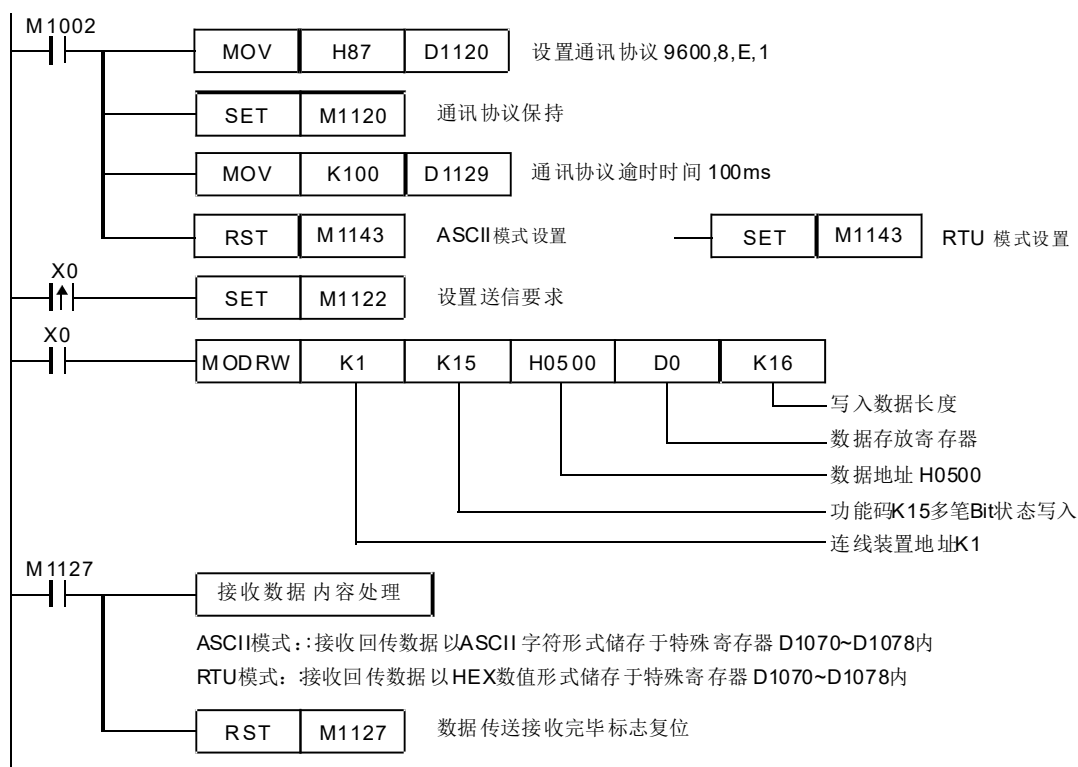 M1002
MOV H87 D1120 设置通讯协议 9600,8,E,1
SET M1120 通讯协议保持
MOV K100 D1129 通讯协议逾时时间 100ms
RST M1143 ASCII模式设置 SET M1143 RTU 模式设置
X0
SET M1122 设置送信要求
X0
MODRW K1 K15 H0500 D0 K16
写入数据长度
数据存放寄存器
数据地址 H0500
功能码K15多笔Bit状态写入
连线装置地址K1
M1127
接收数据内容处理
ASCII模式：:接收回传数据以ASCII 字符形式储存于特殊寄存器 D1070~D1078内
RTU模式：:接收回传数据以HEX数值形式储存于特殊寄存器 D1070~D1078内
RST M1127 数据传送接收完毕标志复位